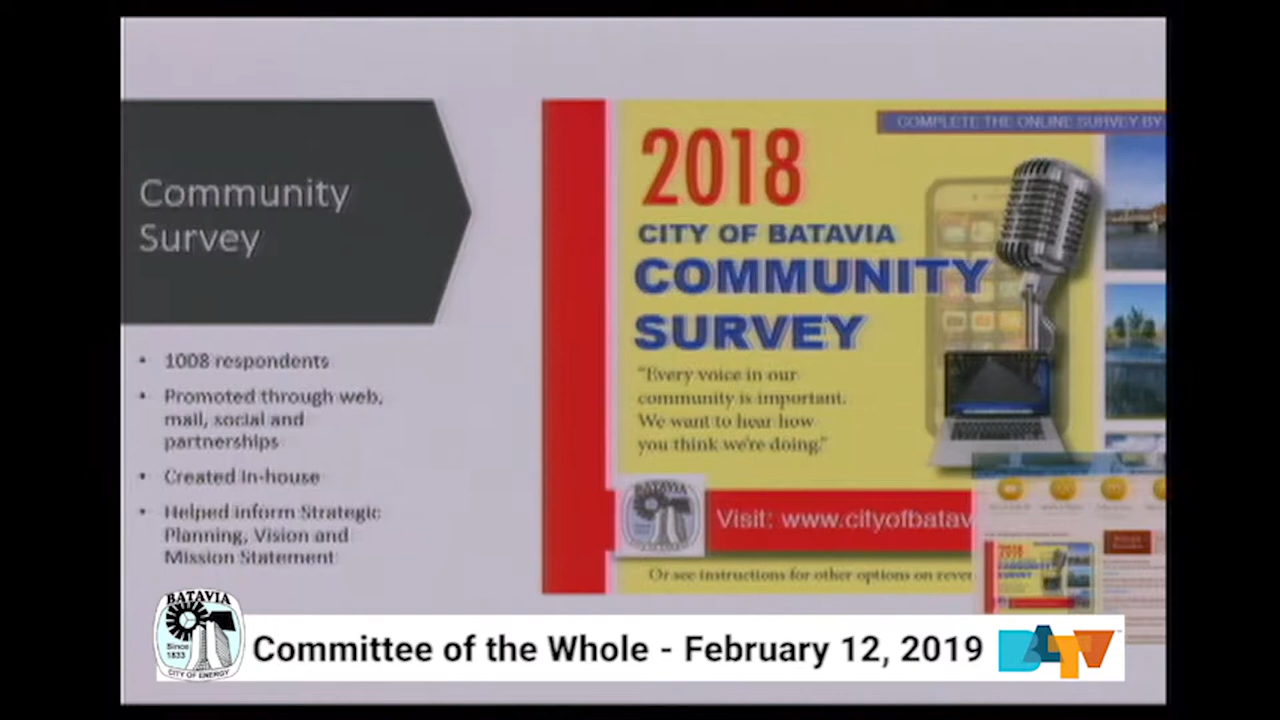 Community
Survey
• 1008 respondents
• Promoted through web,
mail, social and
partnerships
• Created in-house
• Helped inform Strategic
Planning, Vision and
Mission Statement
COMPLETE THE ONLINE SURVEY BY
2018
CITY OF BATAVIA
COMMUNITY
SURVEY
"Every voice in our
community is important.
We want to hear how
you think we're doing."
BATAVIA
Visit: www.cityofbatav
Or see instructions for other options on reve
2018
COMMUNITY
SURVEY
BATAVIA
Since
1833
CITY OF ENERGY
Committee of the Whole - February 12, 2019
BATV